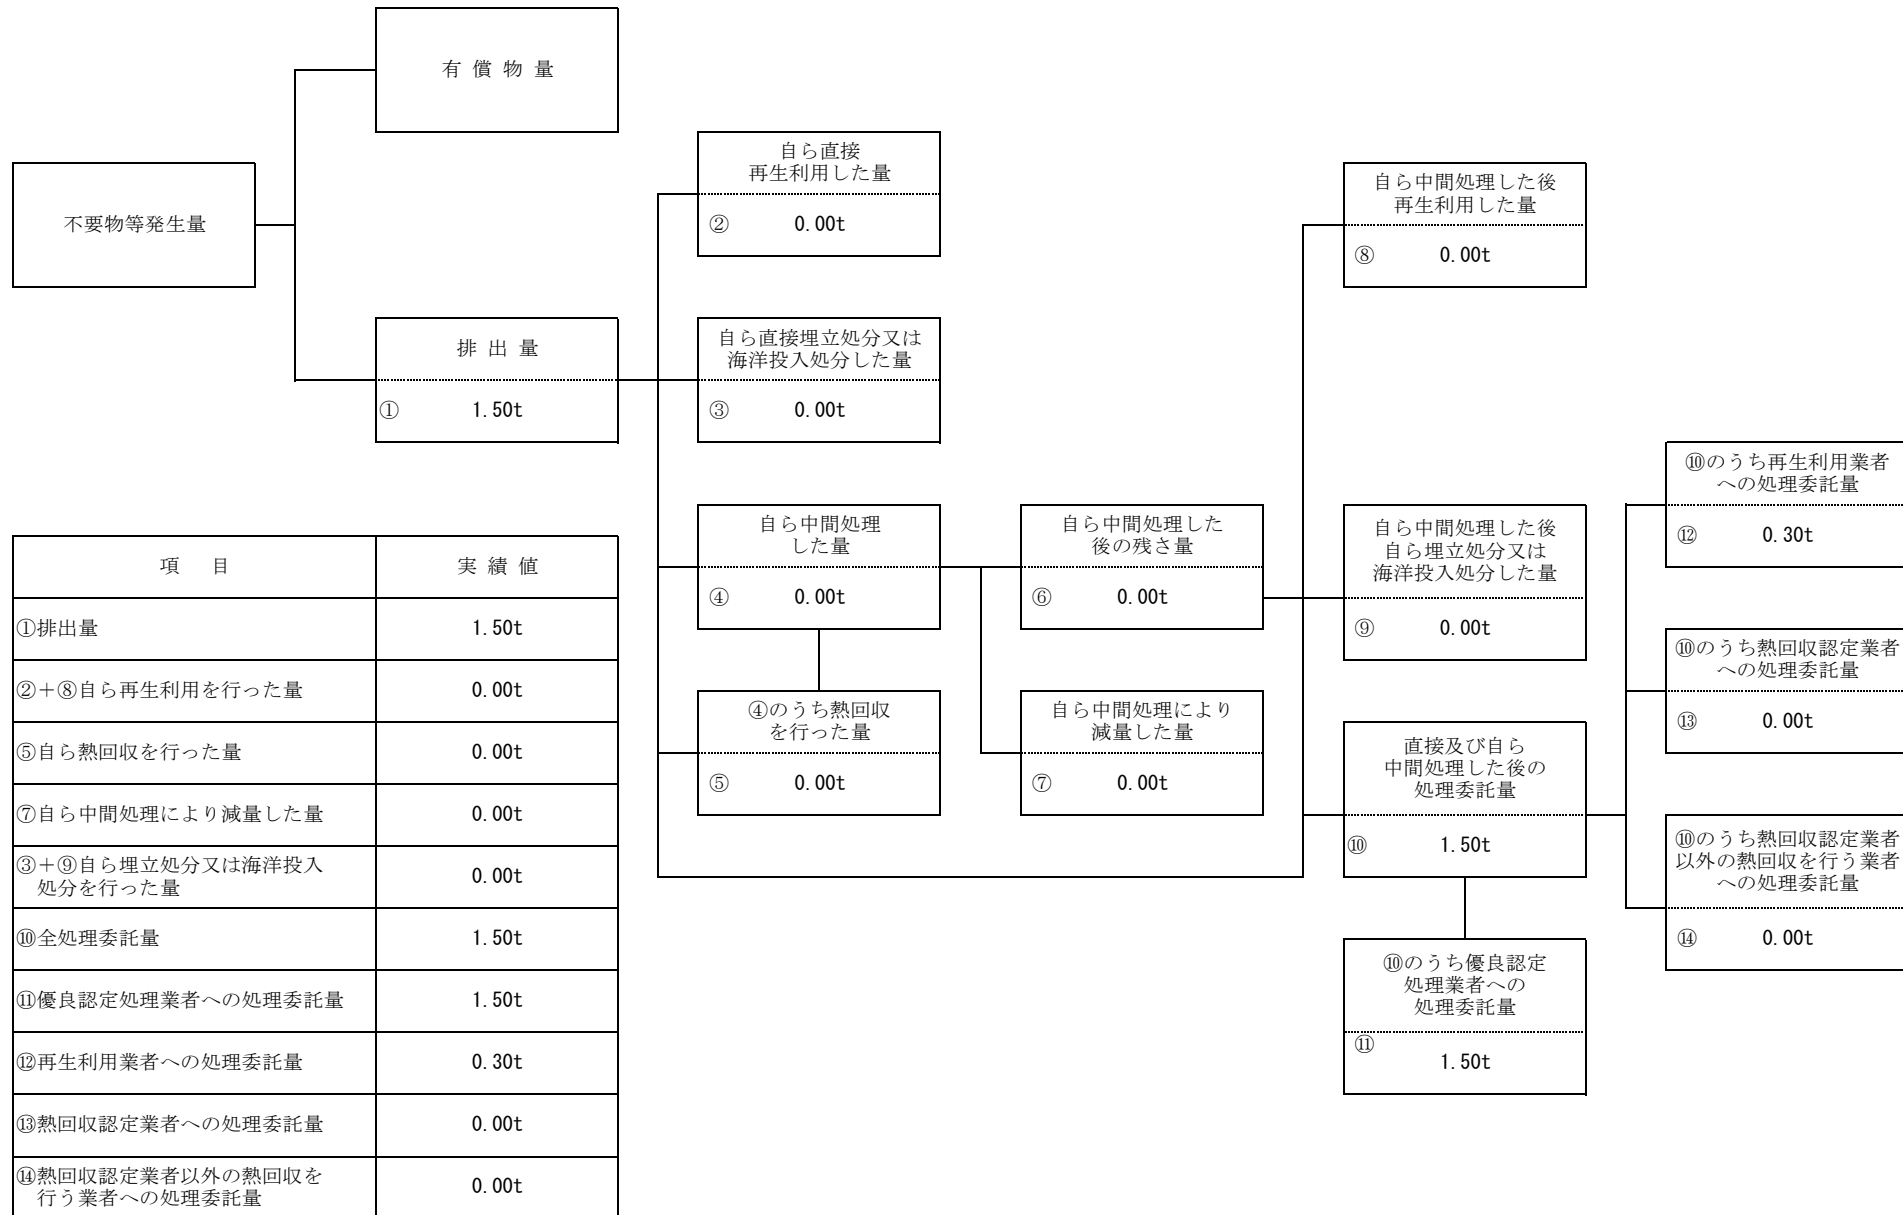 有 償 物 量
不要物等発生量
排 出 量
① 1.50t
自ら直接
再生利用した量
② 0.00t
自ら直接埋立処分又は
海洋投入処分した量
③ 0.00t
自ら中間処理
した量
④ 0.00t
④のうち熱回収
を行った量
⑤ 0.00t
自ら中間処理した
後の残さ量
⑥ 0.00t
自ら中間処理により
減量した量
⑦ 0.00t
自ら中間処理した後
再生利用した量
⑧ 0.00t
自ら中間処理した後
自ら埋立処分又は
海洋投入処分した量
⑨ 0.00t
直接及び自ら
中間処理した後の
処理委託量
⑩ 1.50t
⑩のうち優良認定
処理業者への
処理委託量
⑪
1.50t
⑩のうち再生利用業者
への処理委託量
⑫ 0.30t
⑩のうち熱回収認定業者
への処理委託量
⑬ 0.00t
⑩のうち熱回収認定業者
以外の熱回収を行う業者
への処理委託量
⑭ 0.00t
項 目 実 績 値
①排出量 1.50t
②+⑧自ら再生利用を行った量 0.00t
⑤自ら熱回収を行った量 0.00t
⑦自ら中間処理により減量した量 0.00t
③+⑨自ら埋立処分又は海洋投入
処分を行った量 0.00t
⑩全処理委託量 1.50t
⑪優良認定処理業者への処理委託量 1.50t
⑫再生利用業者への処理委託量 0.30t
⑬熱回収認定業者への処理委託量 0.00t
⑭熱回収認定業者以外の熱回収を
行う業者への処理委託量 0.00t